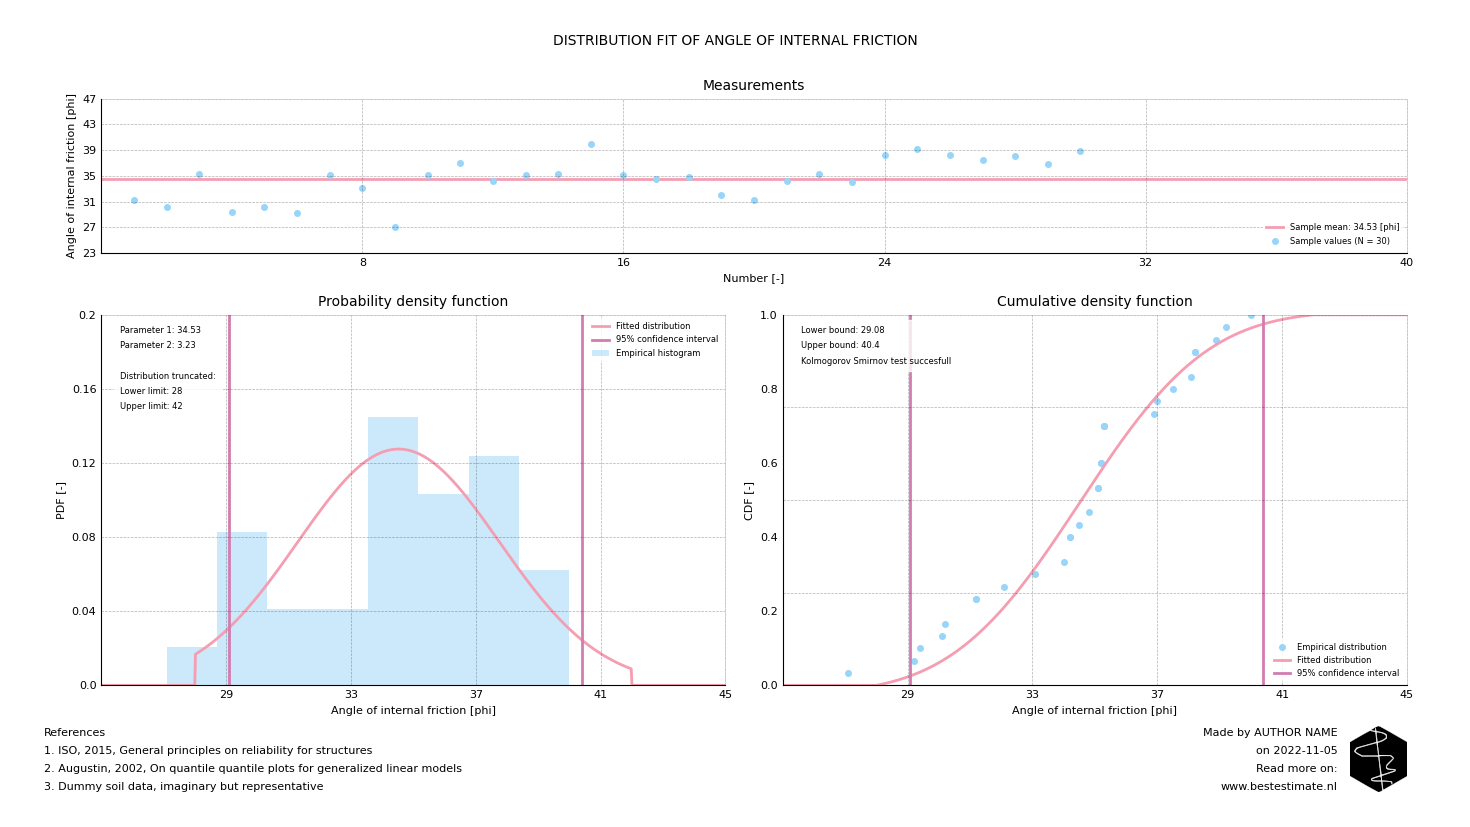 DISTRIBUTION FIT OF ANGLE OF INTERNAL FRICTION
Measurements
Angle of internal friction [phi]
47
43
39
35
31
27
23
8
16
24
32
40
Number [-]
Sample mean: 34.53 [phi]
Sample values (N = 30)
Probability density function
PDF [-]
0.2
0.16
0.12
0.08
0.04
0.0
Parameter 1: 34.53
Parameter 2: 3.23
Distribution truncated:
Lower limit: 28
Upper limit: 42
Fitted distribution
95% confidence interval
Empirical histogram
29
33
37
41
45
Angle of internal friction [phi]
Cumulative density function
CDF [-]
1.0
0.8
0.6
0.4
0.2
0.0
Lower bound: 29.08
Upper bound: 40.4
Kolmogorov Smirnov test succesfull
Empirical distribution
Fitted distribution
95% confidence interval
29
33
37
41
45
Angle of internal friction [phi]
References
1. ISO, 2015, General principles on reliability for structures
2. Augustin, 2002, On quantile quantile plots for generalized linear models
3. Dummy soil data, imaginary but representative
Made by AUTHOR NAME
on 2022-11-05
Read more on:
www.bestestimate.nl